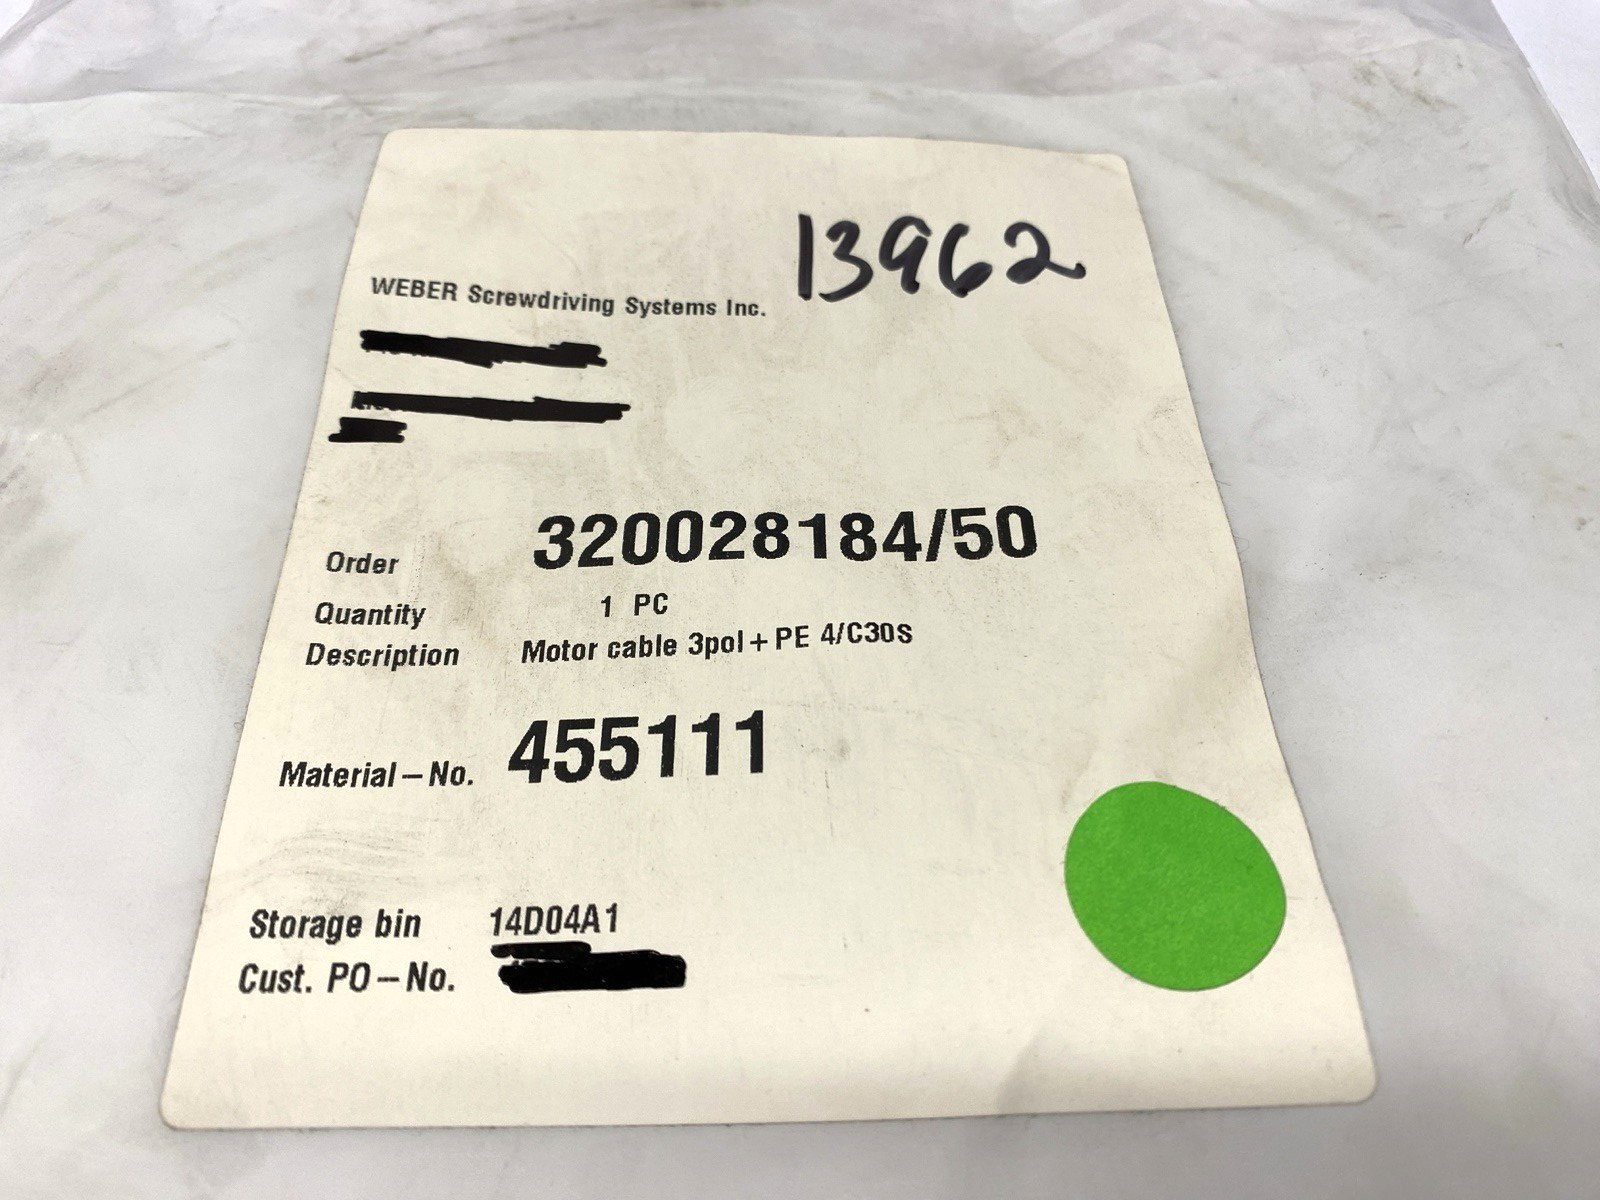 13962
WEBER Screwdriving Systems Inc.
Order 320028184/50
Quantity 1 PC
Description Motor cable 3pol+PE 4/C30S
Material-No. 455111
Storage bin 14D04A1
Cust. PO-No.